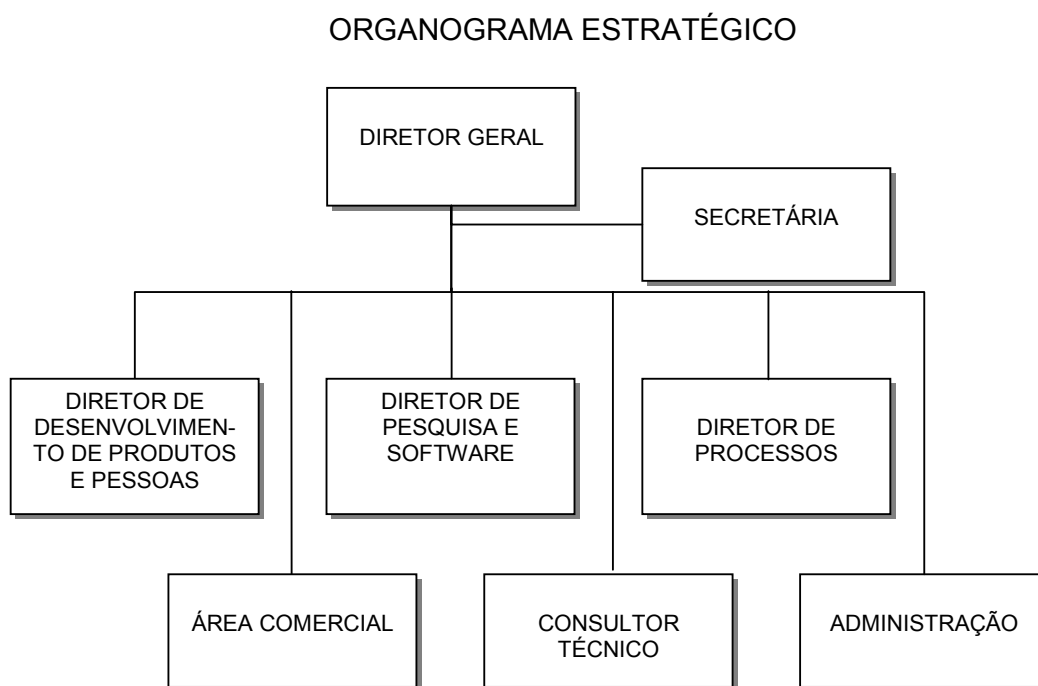 ORGANOGRAMA ESTRATÉGICO
DIRETOR GERAL
SECRETÁRIA
DIRETOR DE
DESENVOLVIMEN-
TO DE PRODUTOS
E PESSOAS
DIRETOR DE
PESQUISA E
SOFTWARE
DIRETOR DE
PROCESSOS
ÁREA COMERCIAL
CONSULTOR
TÉCNICO
ADMINISTRAÇÃO